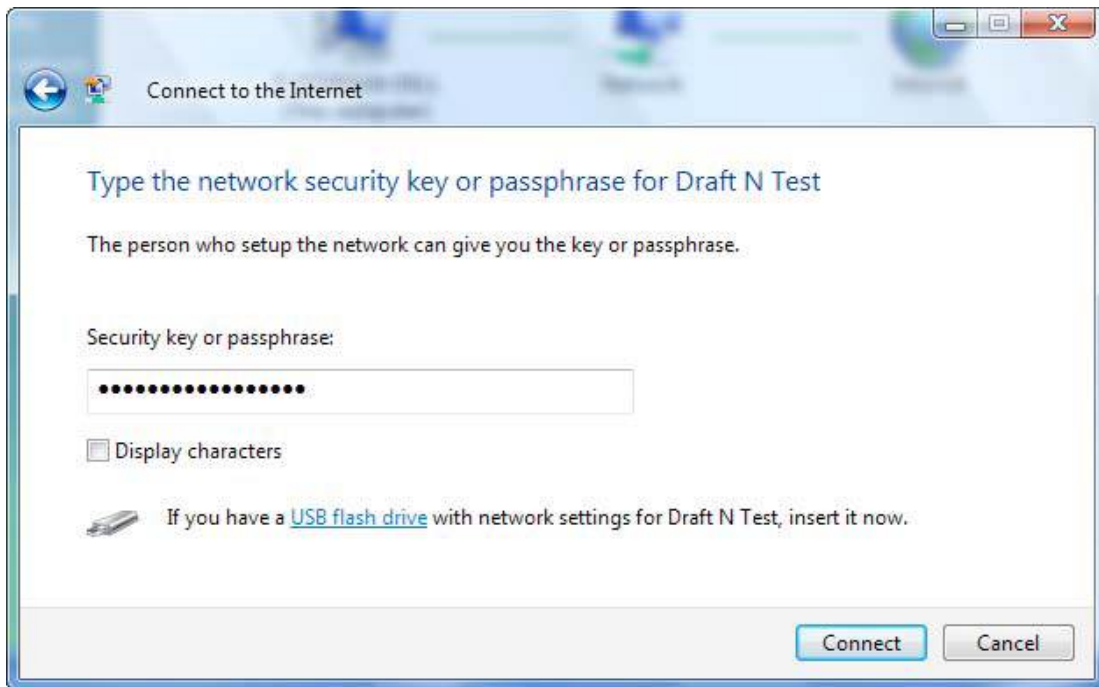 Connect to the Internet
Type the network security key or passphrase for Draft N Test
The person who setup the network can give you the key or passphrase.
Security key or passphrase:
•••••••••••••••••
Display characters
If you have a USB flash drive with network settings for Draft N Test, insert it now.
Connect
Cancel